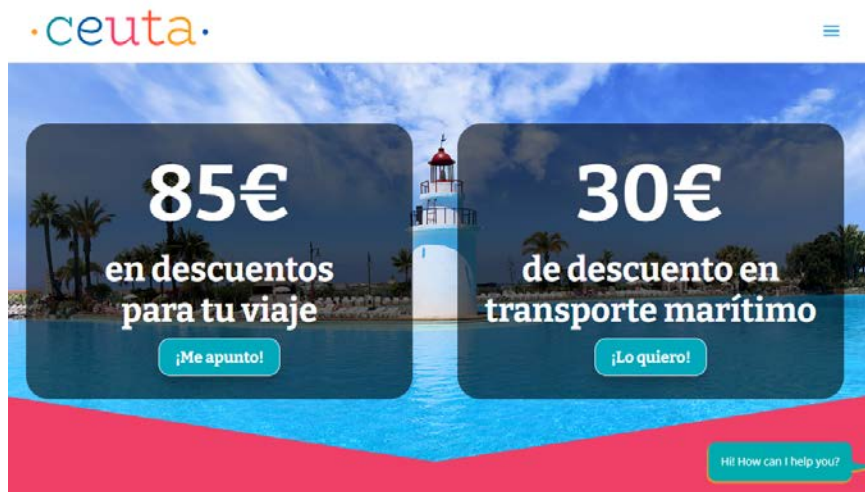 ·ceuta·
85€
en descuentos
para tu viaje
¡Me apunto!
30€
de descuento en
transporte marítimo
¡Lo quiero!
Hi! How can I help you?